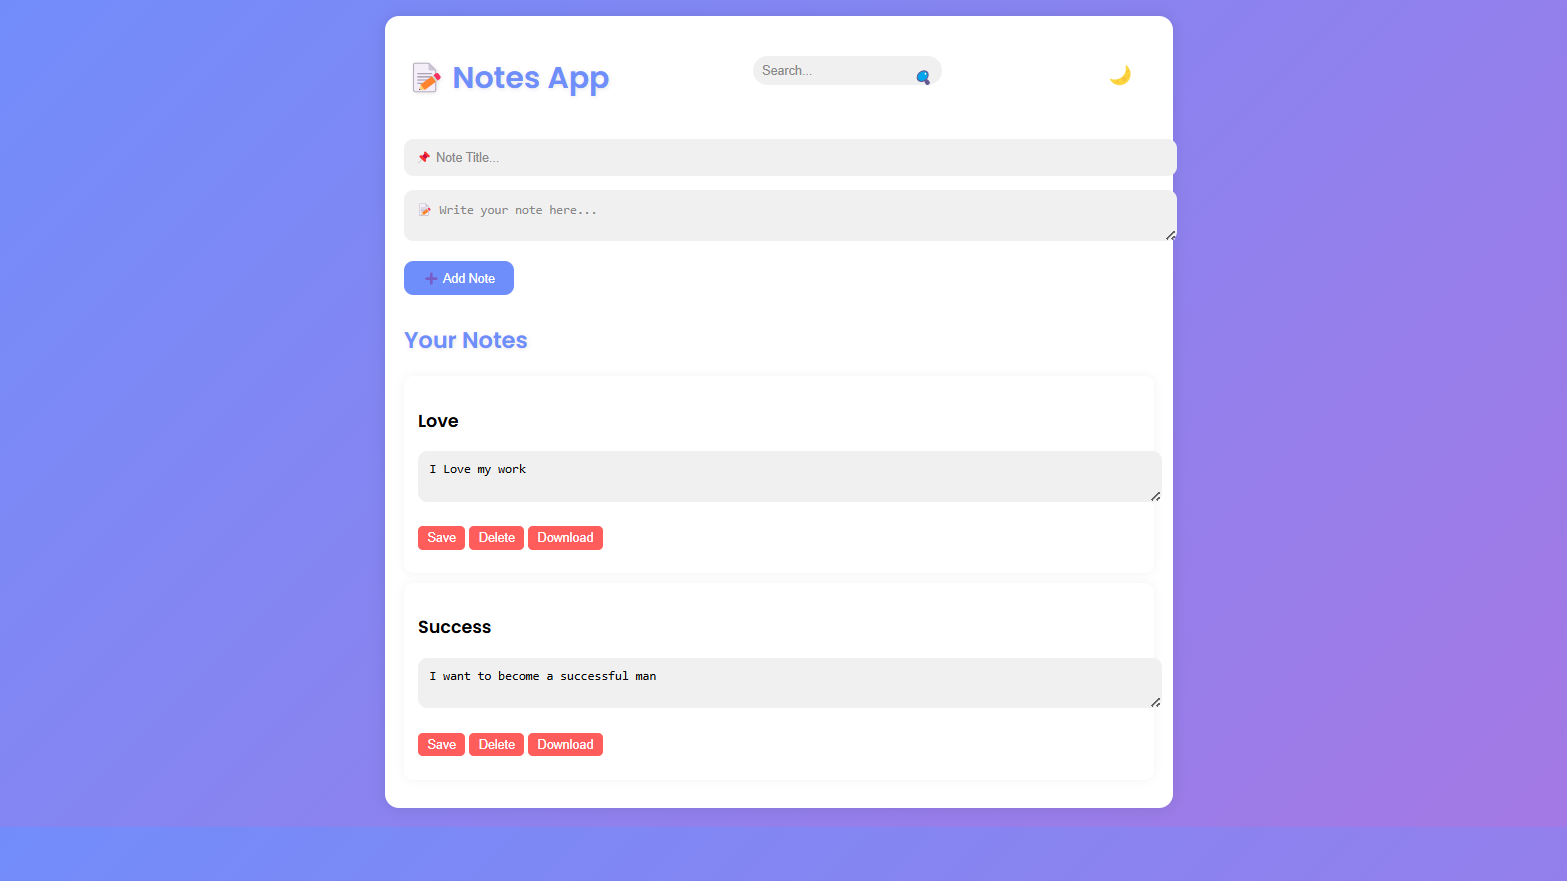 📝 Notes App
Search...
📌 Note Title...
📝 Write your note here...
➕ Add Note
Your Notes
Love
I Love my work
Save Delete Download
Success
I want to become a successful man
Save Delete Download